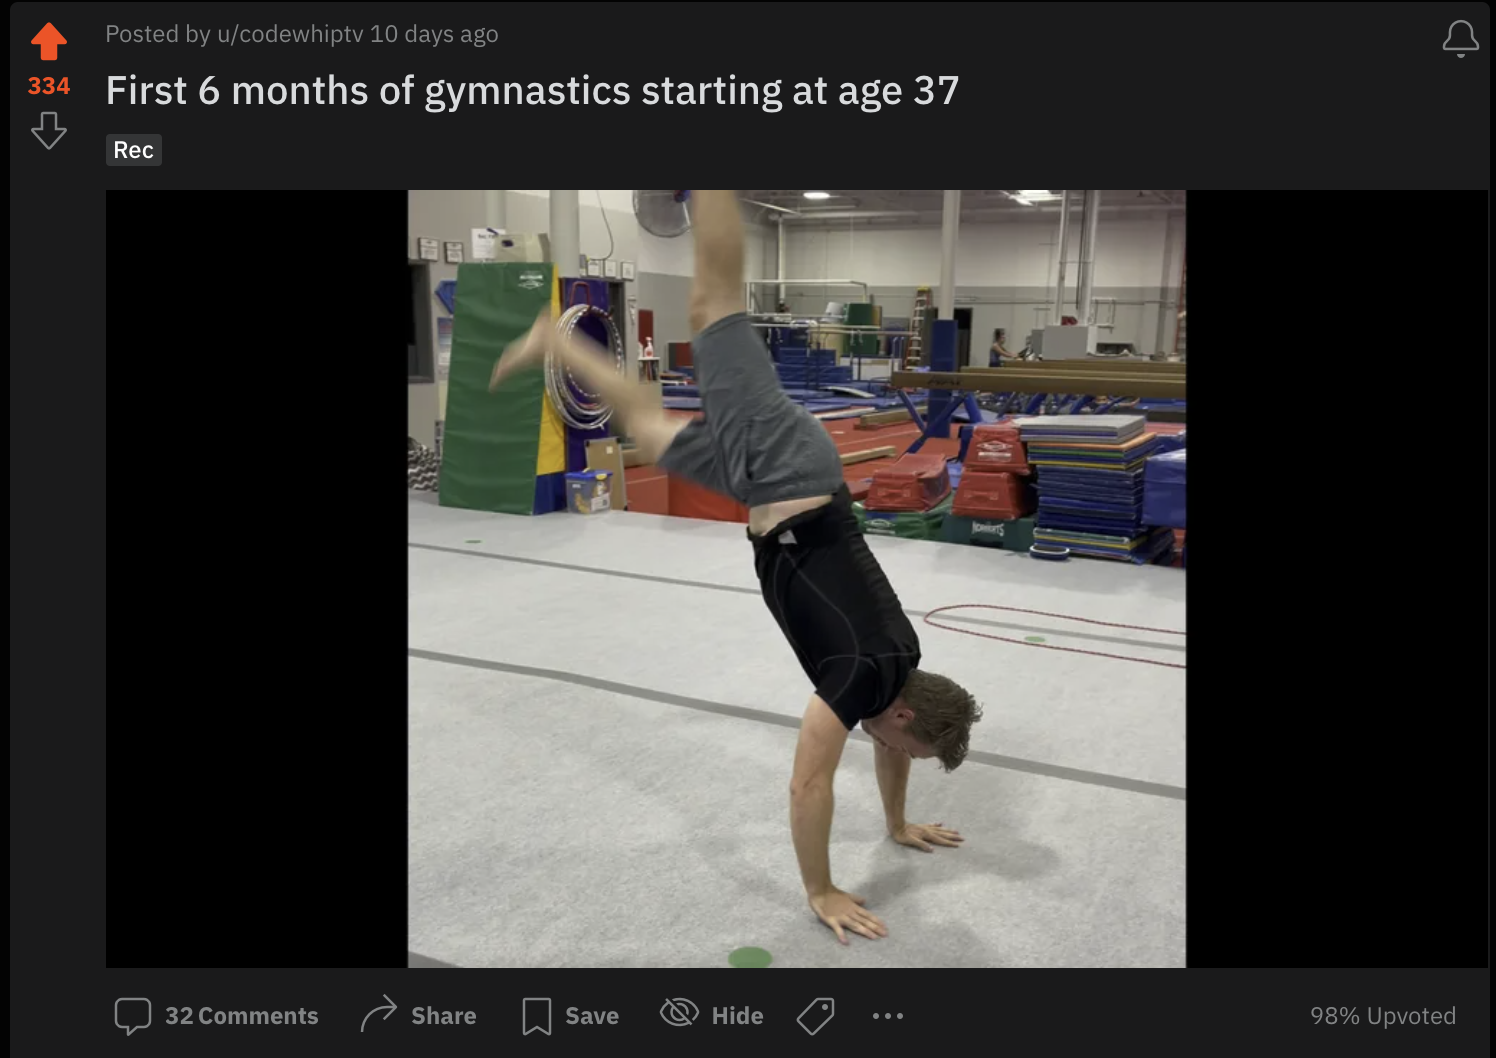 Posted by u/codewhiptv 10 days ago
334
First 6 months of gymnastics starting at age 37
Rec
NORBERTS
32 Comments
Share
Save
Hide
98% Upvoted